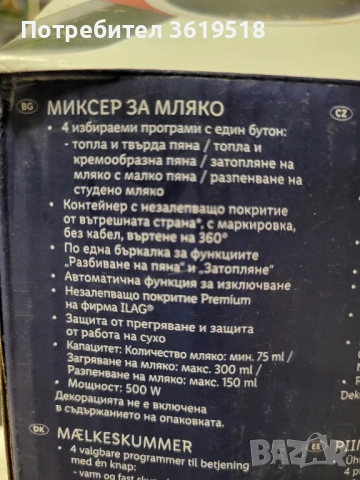 Потребител 3619518
BG МИКСЕР ЗА МЛЯКО
CZ
• 4 избираеми програми с един бутон:
- топла и твърда пяна / топла и
кремообразна пяна / затопляне на
мляко с малко пяна / разпенване на
студено мляко
• Контейнер с незалепващо покритие
от вътрешната страна*, с маркировка,
без кабел, въртене на 360°
• По една бъркалка за функциите
„Разбиване на пяна" и „Затопляне"
• Автоматична функция за изключване
• Незалепващо покритие Premium
на фирма ILAG®
• Защита от прегряване и защита
от работа на сухо
• Капацитет: Количество мляко: мин. 75 ml /
Загряване на мляко: макс. 300 ml /
Разпенване на мляко: макс. 150 ml
• Мощност: 500 W
Декорацията не е включена
в съдържанието на опаковката.
DK MÆLKESKUMMER
EE PII
• 4 valgbare programmer til betjening
med én knap:
bazar.bg